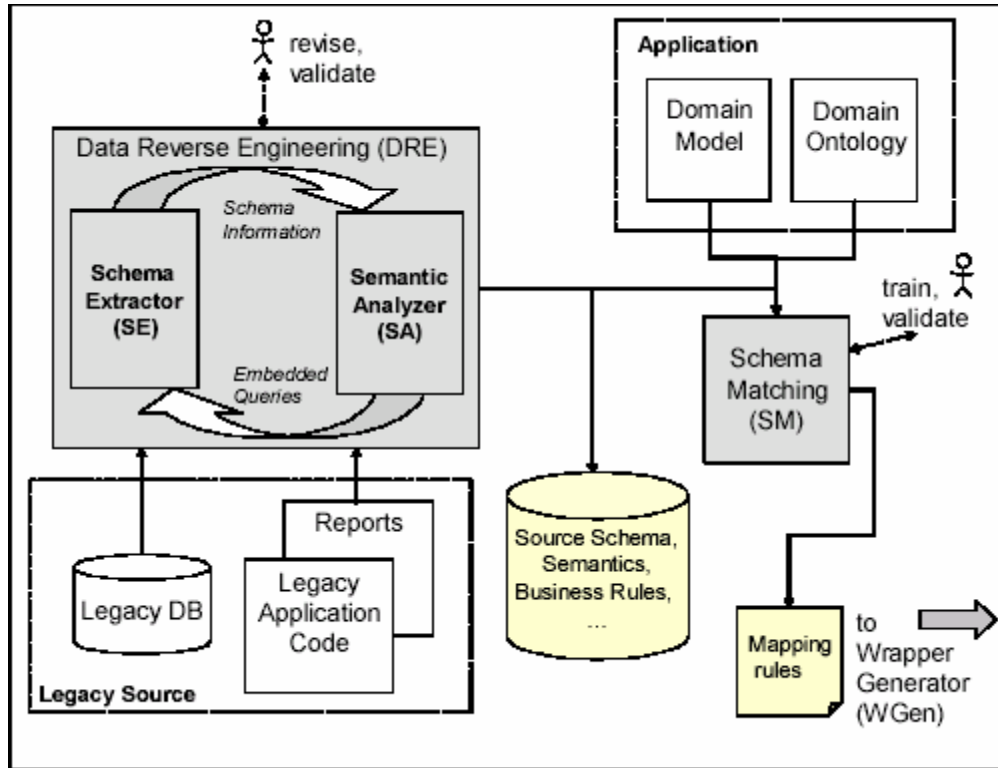 revise,
validate
Application
Domain
Model
Domain
Ontology
Data Reverse Engineering (DRE)
Schema
Information
Schema
Extractor
(SE)
Semantic
Analyzer
(SA)
Embedded
Queries
train,
validate
Schema
Matching
(SM)
Reports
Legacy DB
Legacy
Application
Code
Legacy Source
Source Schema,
Semantics,
Business Rules,
...
Mapping
rules
to
Wrapper
Generator
(WGen)